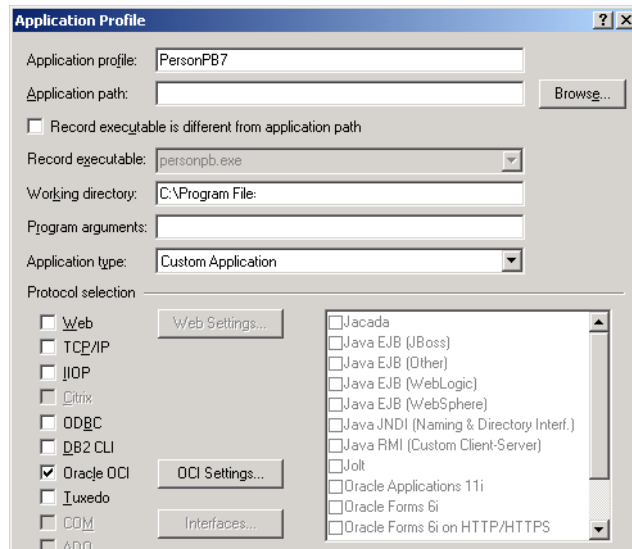 Application Profile
Application profile: PersonPB7
Application path: Browse...
Record executable is different from application path
Record executable: personpb.exe
Working directory: C:\Program File:
Program arguments:
Application type: Custom Application
Protocol selection
Web Web Settings...
TCP/IP
IIOP
Citrix
ODBC
DB2 CLI
Oracle OCI OCI Settings...
Tuxedo
COM Interfaces...
ADO
Jacada
Java EJB (JBoss)
Java EJB (Other)
Java EJB (WebLogic)
Java EJB (WebSphere)
Java JNDI (Naming & Directory Interf.)
Java RMI (Custom Client-Server)
Jolt
Oracle Applications 11i
Oracle Forms 6i
Oracle Forms 6i on HTTP/HTTPS